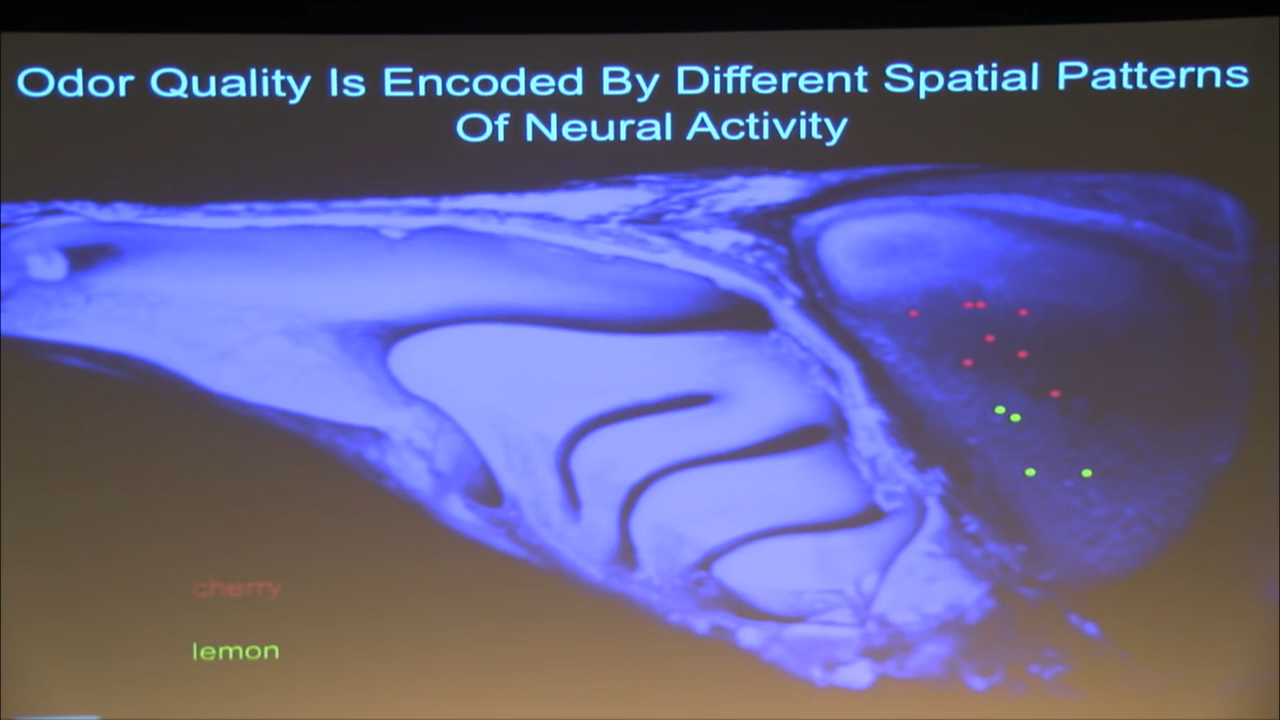 Odor Quality Is Encoded By Different Spatial Patterns
Of Neural Activity
cherry
lemon